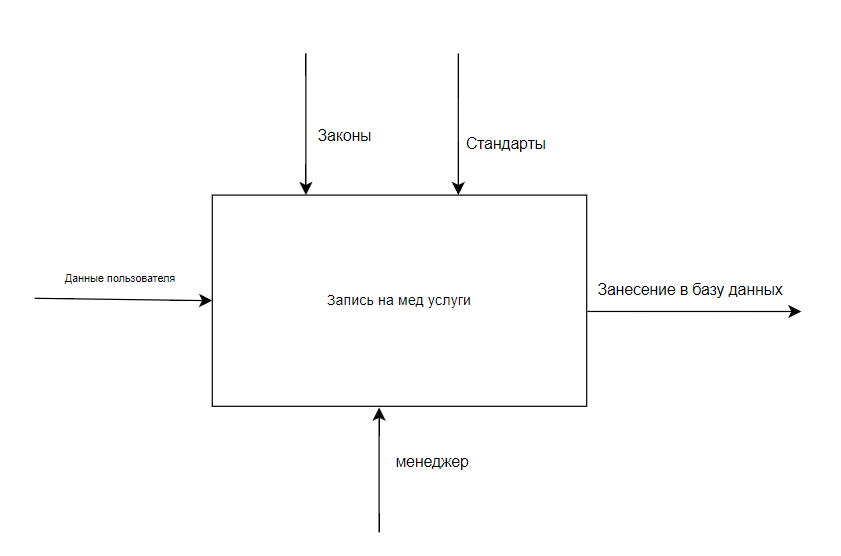 Законы
Стандарты
Данные пользователя
Запись на мед услуги
Занесение в базу данных
менеджер